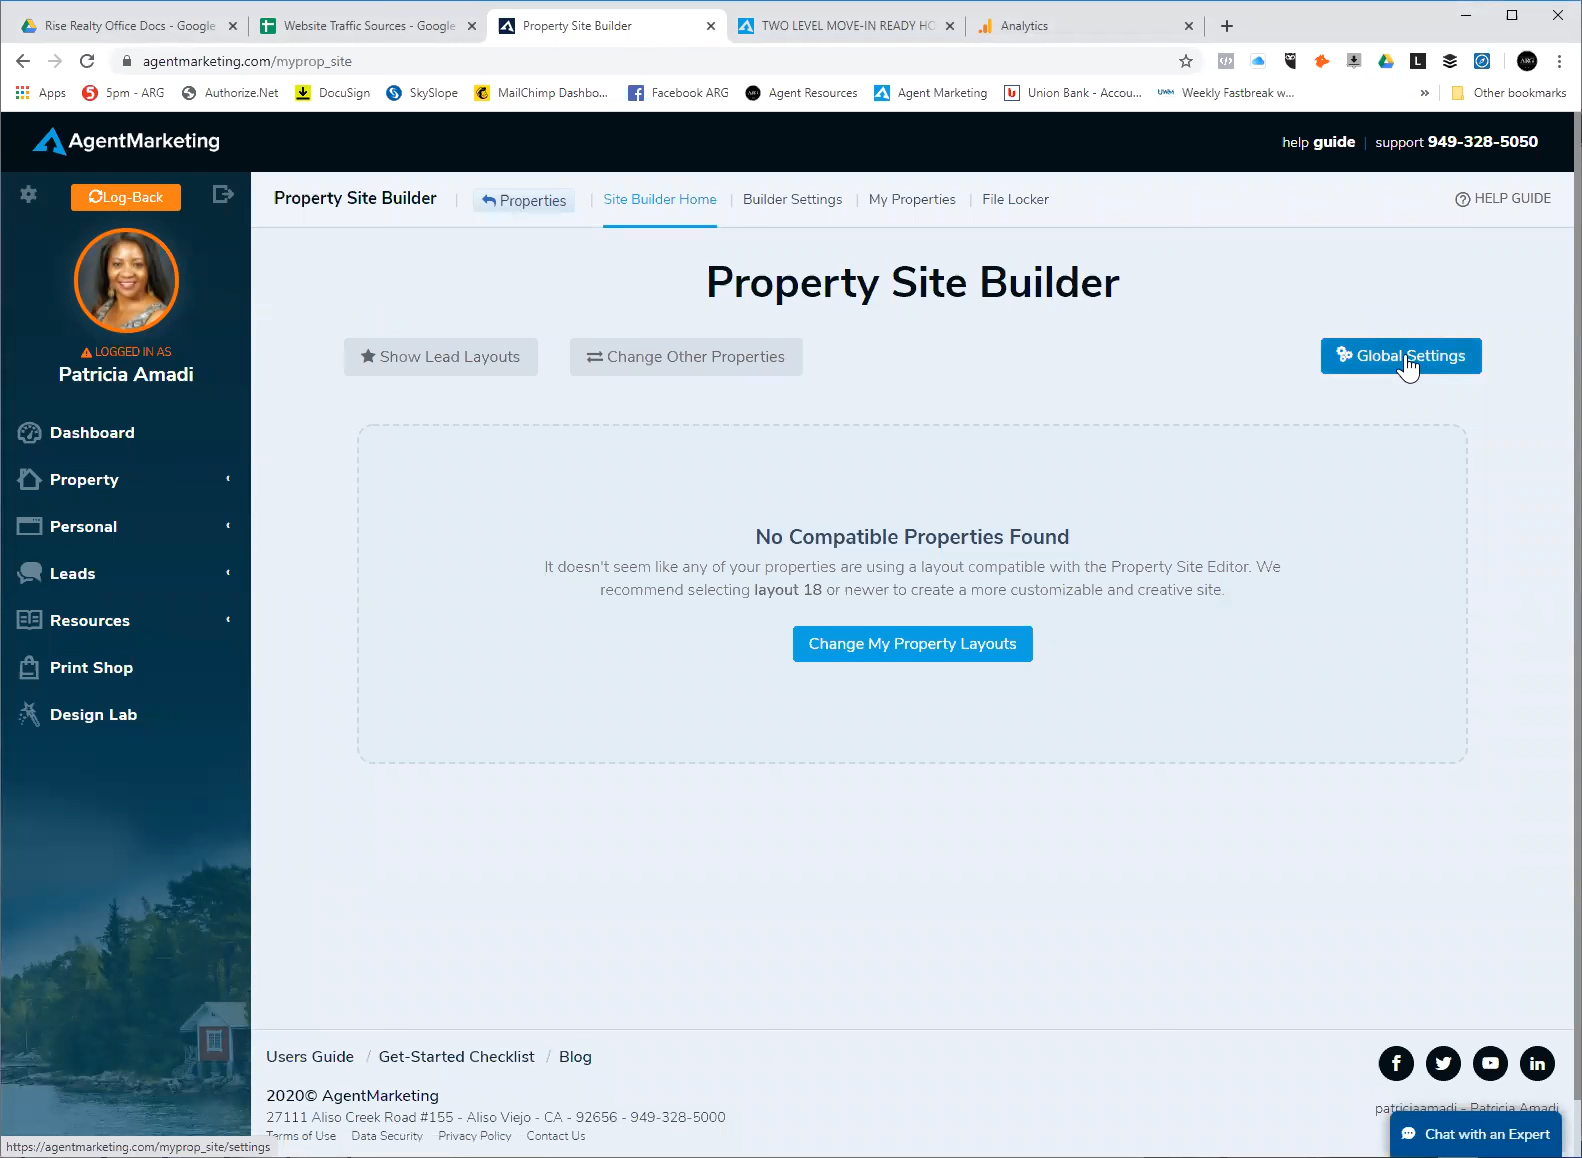 Rise Realty Office Docs - Google
Website Traffic Sources - Google
Property Site Builder
TWO LEVEL MOVE-IN READY HO
Analytics
agentmarketing.com/myprop_site
Apps
5pm - ARG
Authorize.Net
DocuSign
SkySlope
MailChimp Dashbo...
Facebook ARG
Agent Resources
Agent Marketing
Union Bank - Accou...
Weekly Fastbreak w...
»
Other bookmarks
AgentMarketing
help guide | support 949-328-5050
Log-Back
Property Site Builder
Properties
Site Builder Home
Builder Settings
My Properties
File Locker
HELP GUIDE
LOGGED IN AS
Patricia Amadi
Dashboard
Property
Personal
Leads
Resources
Print Shop
Design Lab
Property Site Builder
Show Lead Layouts
Change Other Properties
Global Settings
No Compatible Properties Found
It doesn't seem like any of your properties are using a layout compatible with the Property Site Editor. We
recommend selecting layout 18 or newer to create a more customizable and creative site.
Change My Property Layouts
Users Guide / Get-Started Checklist / Blog
2020© AgentMarketing
27111 Aliso Creek Road #155 - Aliso Viejo - CA - 92656 - 949-328-5000
Terms of Use Data Security Privacy Policy Contact Us
patriciaamadi - Patricia Amadi
Chat with an Expert
https://agentmarketing.com/myprop_site/settings